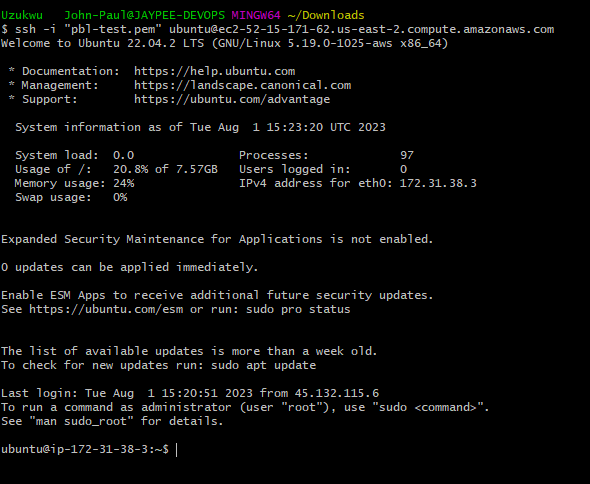 Uzukwu   John-Paul@JAYPEE-DEVOPS MINGW64 ~/Downloads
$ ssh -i "pbl-test.pem" ubuntu@ec2-52-15-171-62.us-east-2.compute.amazonaws.com
Welcome to Ubuntu 22.04.2 LTS (GNU/Linux 5.19.0-1025-aws x86_64)
* Documentation:  https://help.ubuntu.com
* Management:     https://landscape.canonical.com
* Support:        https://ubuntu.com/advantage
System information as of Tue Aug  1 15:23:20 UTC 2023
System load:  0.0               Processes:             97
Usage of /:   20.8% of 7.57GB   Users logged in:       0
Memory usage: 24%               IPv4 address for eth0: 172.31.38.3
Swap usage:   0%
Expanded Security Maintenance for Applications is not enabled.
0 updates can be applied immediately.
Enable ESM Apps to receive additional future security updates.
See https://ubuntu.com/esm or run: sudo pro status
The list of available updates is more than a week old.
To check for new updates run: sudo apt update
Last login: Tue Aug  1 15:20:51 2023 from 45.132.115.6
To run a command as administrator (user "root"), use "sudo <command>".
See "man sudo_root" for details.
ubuntu@ip-172-31-38-3:~$